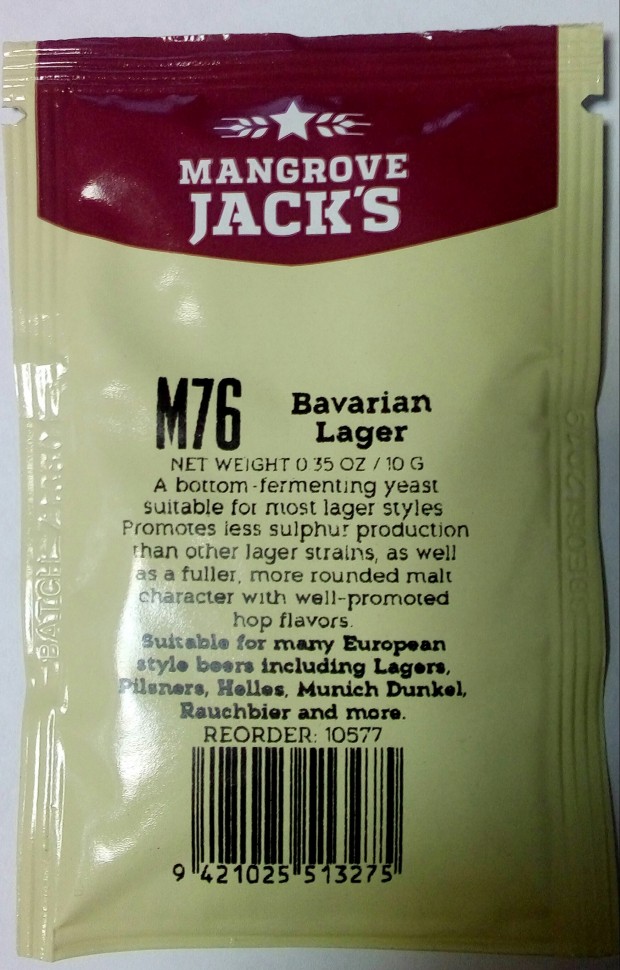 MANGROVE
JACK'S
M76
Bavarian
Lager
NET WEIGHT 0.35 OZ / 10 G
A bottom-fermenting yeast
suitable for most lager styles
Promotes less sulphur production
than other lager strains, as well
as a fuller, more rounded malt
character with well-promoted
hop flavors.
Suitable for many European
style beers including Lagers,
Pilsners, Helles, Munich Dunkel,
Rauchbier and more.
REORDER: 10577
9 421025 513275
BATCH